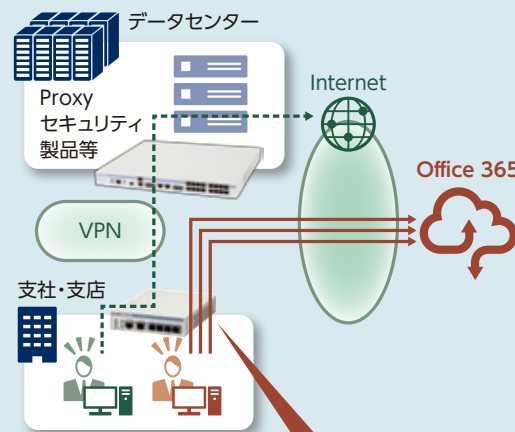 データセンター
Proxy
セキュリティ
製品等
Internet
Office 365
VPN
支社・支店